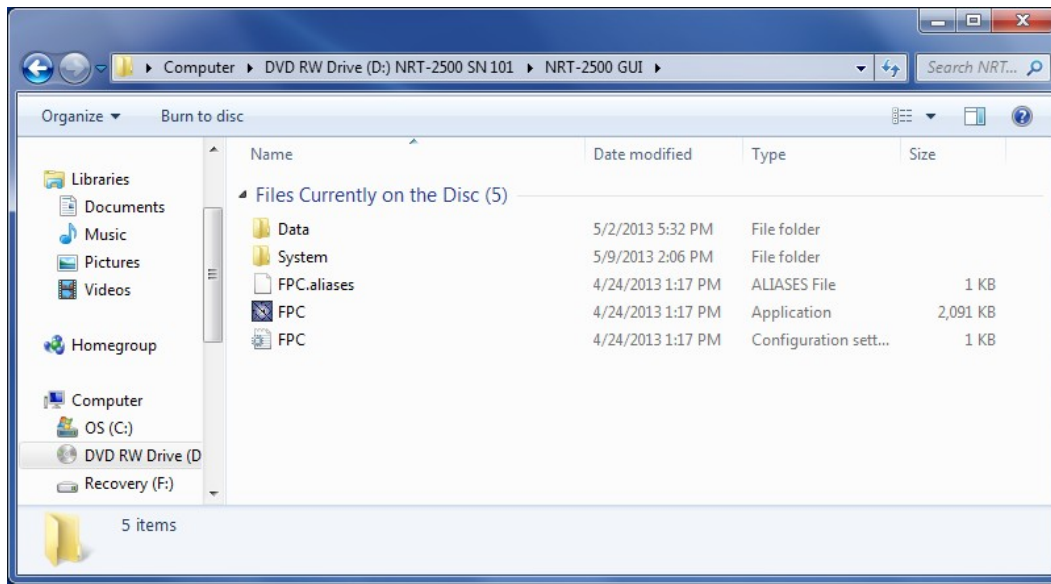 Computer DVD RW Drive (D:) NRT-2500 SN 101 NRT-2500 GUI Search NRT...
Organize Burn to disc
Name Date modified Type Size
Files Currently on the Disc (5)
Data 5/2/2013 5:32 PM File folder
System 5/9/2013 2:06 PM File folder
FPC.aliases 4/24/2013 1:17 PM ALIASES File 1 KB
FPC 4/24/2013 1:17 PM Application 2,091 KB
FPC 4/24/2013 1:17 PM Configuration sett... 1 KB
Libraries
Documents
Music
Pictures
Videos
Homegroup
Computer
OS (C:)
DVD RW Drive (D
Recovery (F:)
5 items